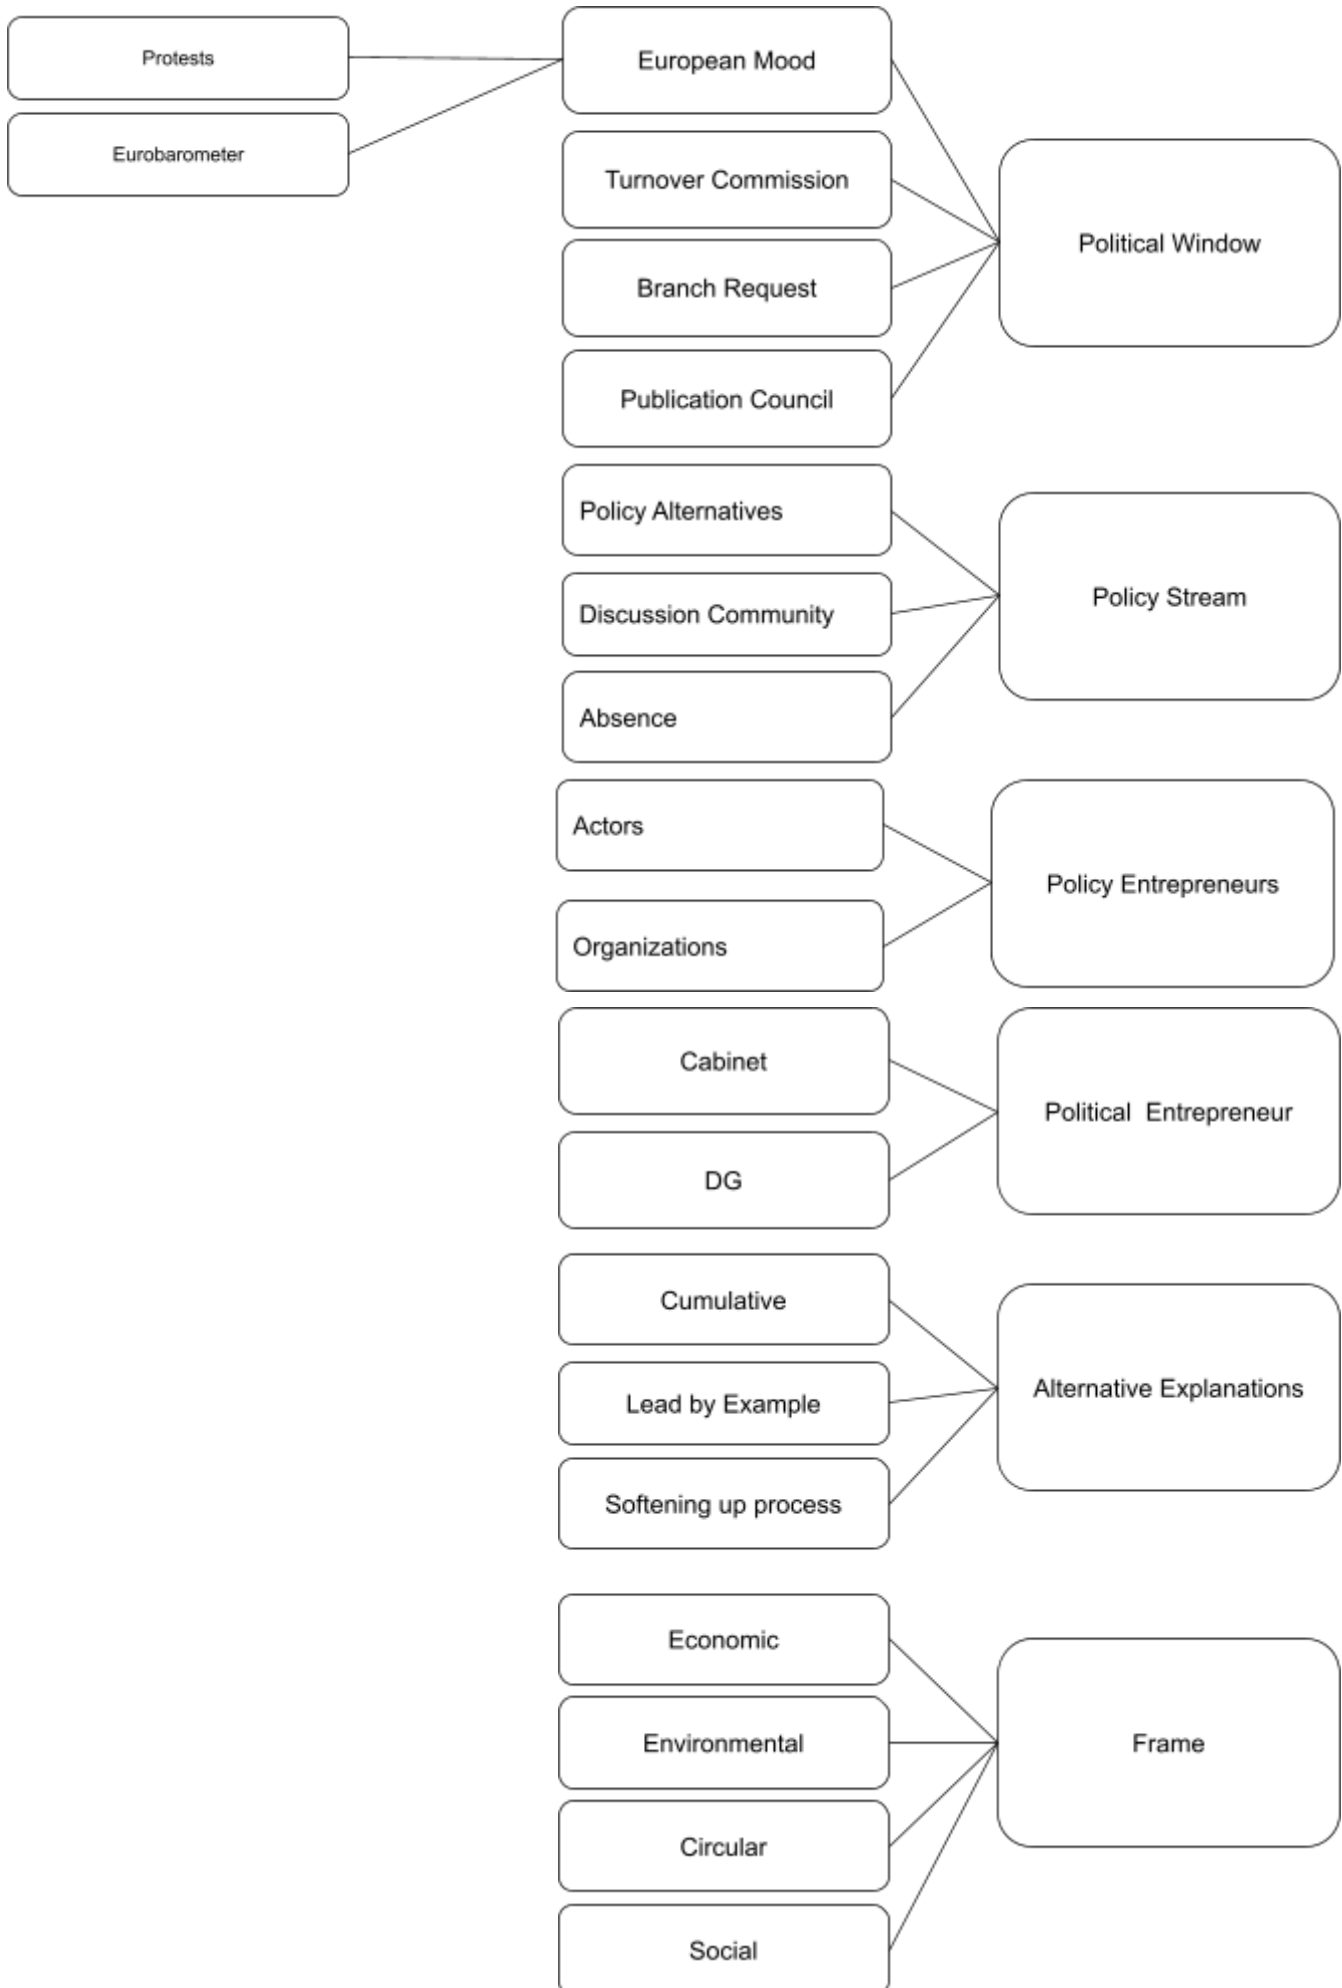 Protests
Eurobarometer
European Mood
Turnover Commission
Branch Request
Publication Council
Political Window
Policy Alternatives
Discussion Community
Absence
Policy Stream
Actors
Organizations
Policy Entrepreneurs
Cabinet
DG
Political  Entrepreneur
Cumulative
Lead by Example
Softening up process
Alternative Explanations
Economic
Environmental
Circular
Social
Frame